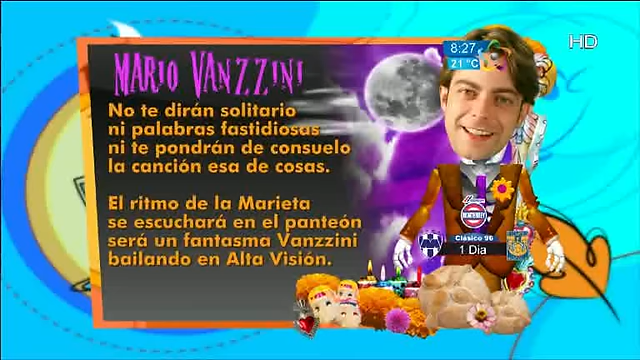 8:27
21 °C
HD
MARIO VANZZINI
No te dirán solitario
ni palabras fastidiosas
ni te pondrán de consuelo
la canción esa de cosas.
El ritmo de la Marieta
se escuchará en el panteón
será un fantasma Vanzzini
bailando en Alta Visión.
Clásico 96
1 Dia